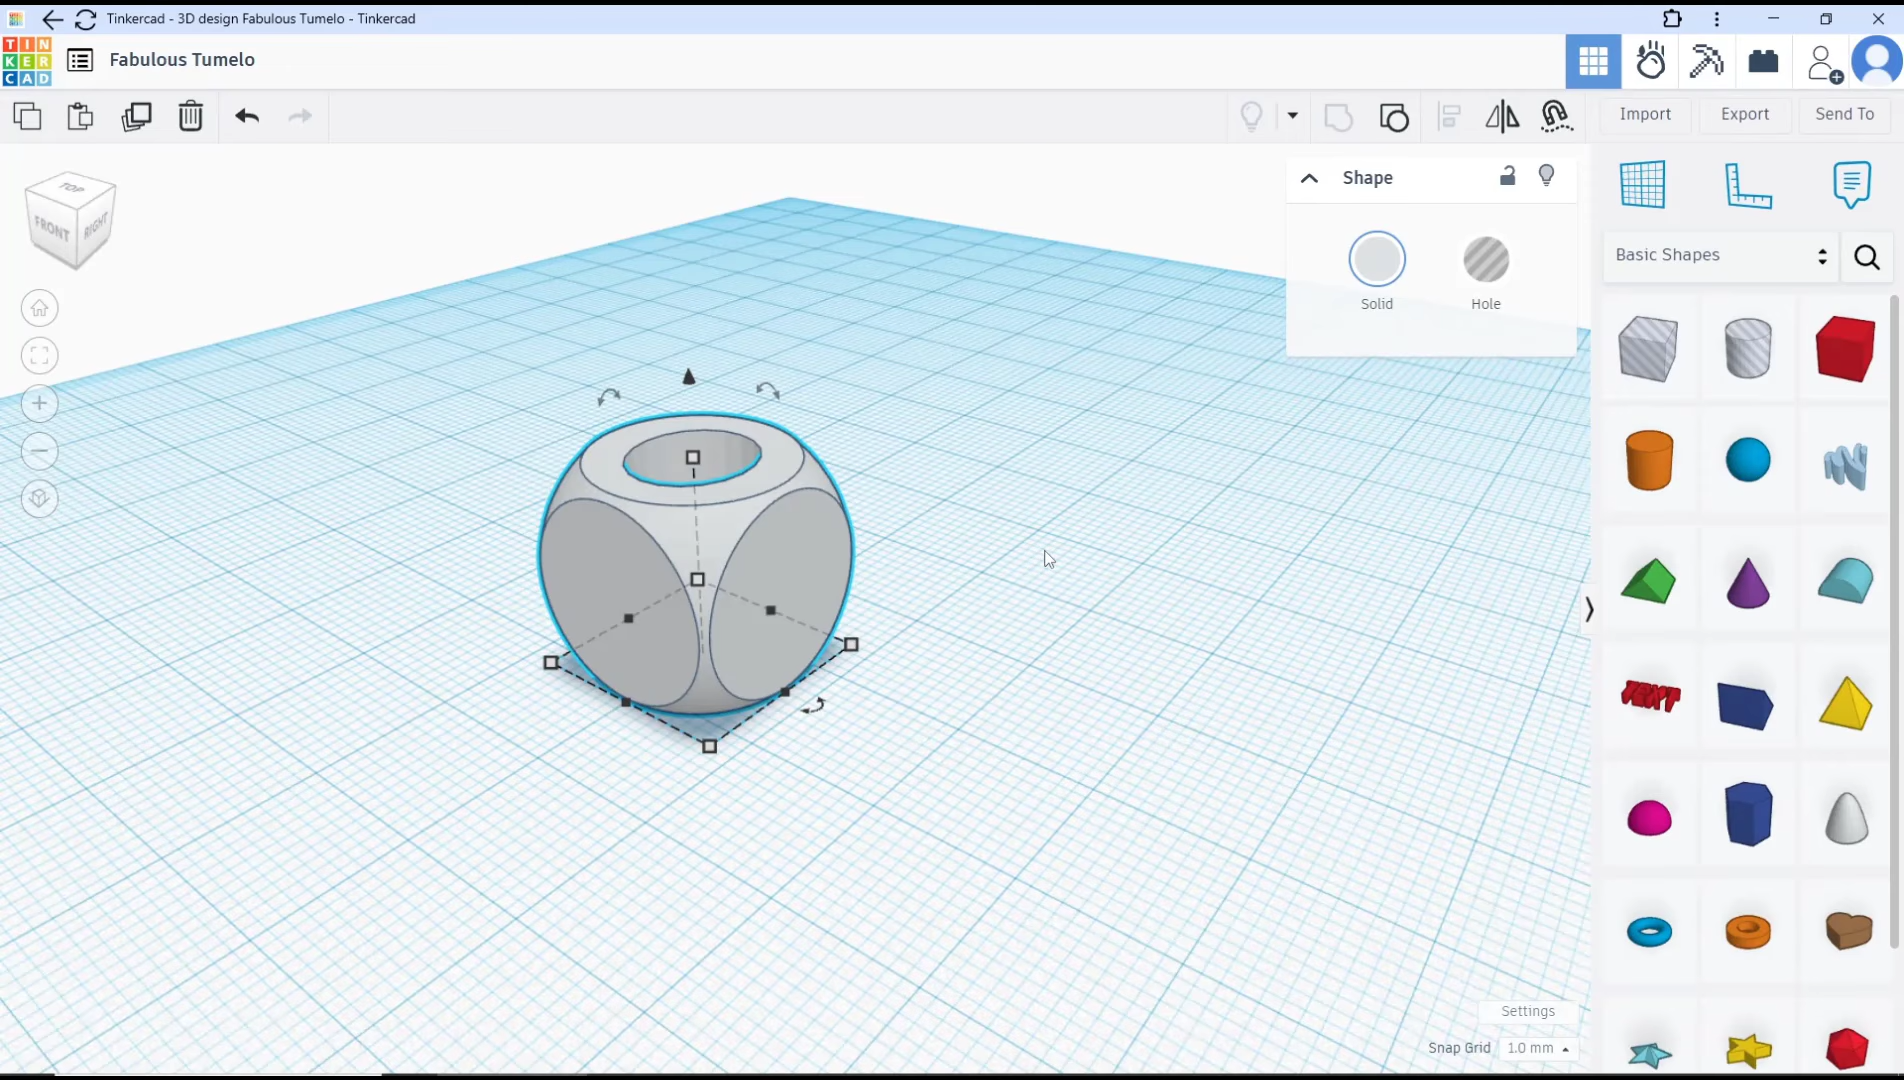 Tinkercad - 3D design Fabulous Tumelo - Tinkercad
TIN
KER
CAD
Fabulous Tumelo
Import
Export
Send To
TOP
FRONT
RIGHT
Shape
Solid
Hole
Basic Shapes
TEXT
Settings
Snap Grid
1.0 mm